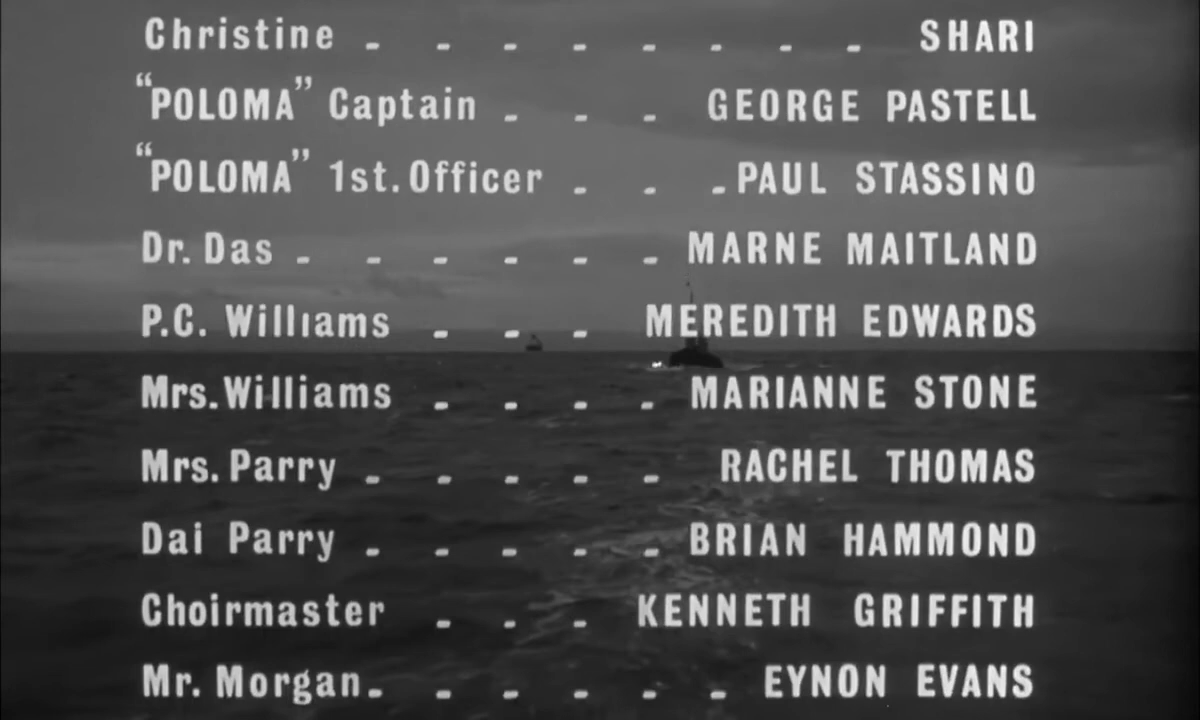 Christine - - - - - - - - SHARI
“POLOMA” Captain - - - GEORGE PASTELL
“POLOMA” 1st. Officer - - - PAUL STASSINO
Dr. Das - - - - - - MARNE MAITLAND
P.C. Williams - - - MEREDITH EDWARDS
Mrs. Williams - - - - MARIANNE STONE
Mrs. Parry - - - - - RACHEL THOMAS
Dai Parry - - - - - BRIAN HAMMOND
Choirmaster - - - KENNETH GRIFFITH
Mr. Morgan - - - - - - EYNON EVANS